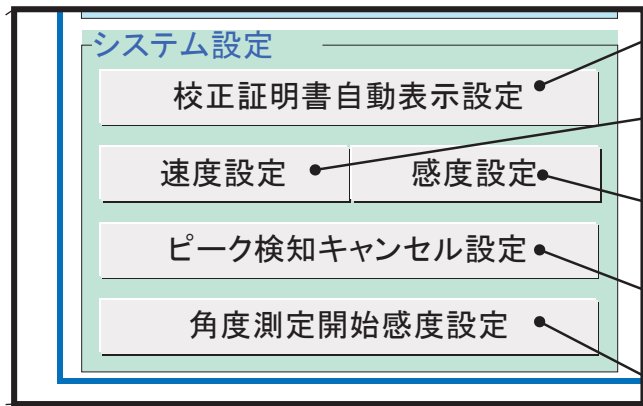 システム設定
校正証明書自動表示設定
速度設定 感度設定
ピーク検知キャンセル設定
角度測定開始感度設定